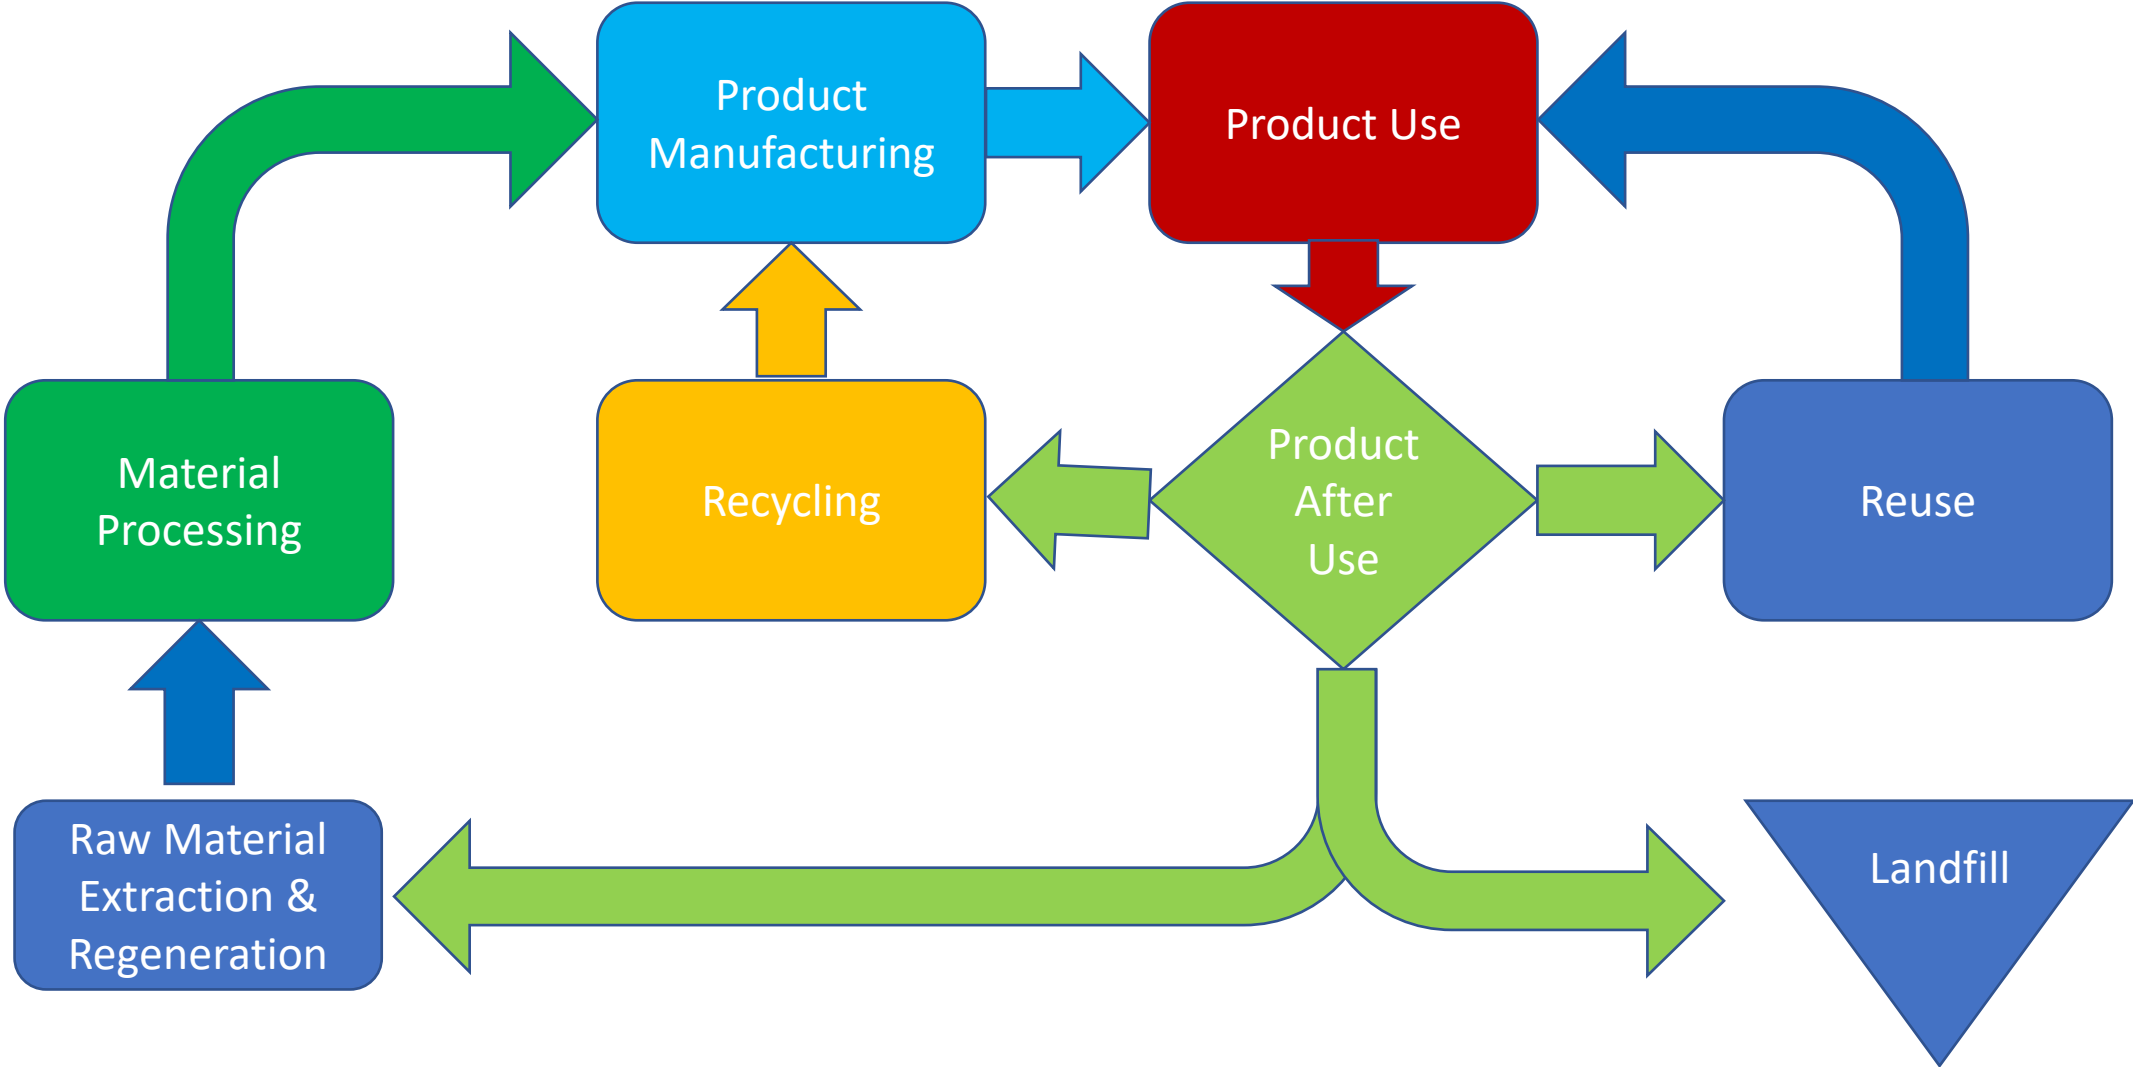 Product
Manufacturing
Product Use
Material
Processing
Recycling
Product
After
Use
Reuse
Raw Material
Extraction &
Regeneration
Landfill